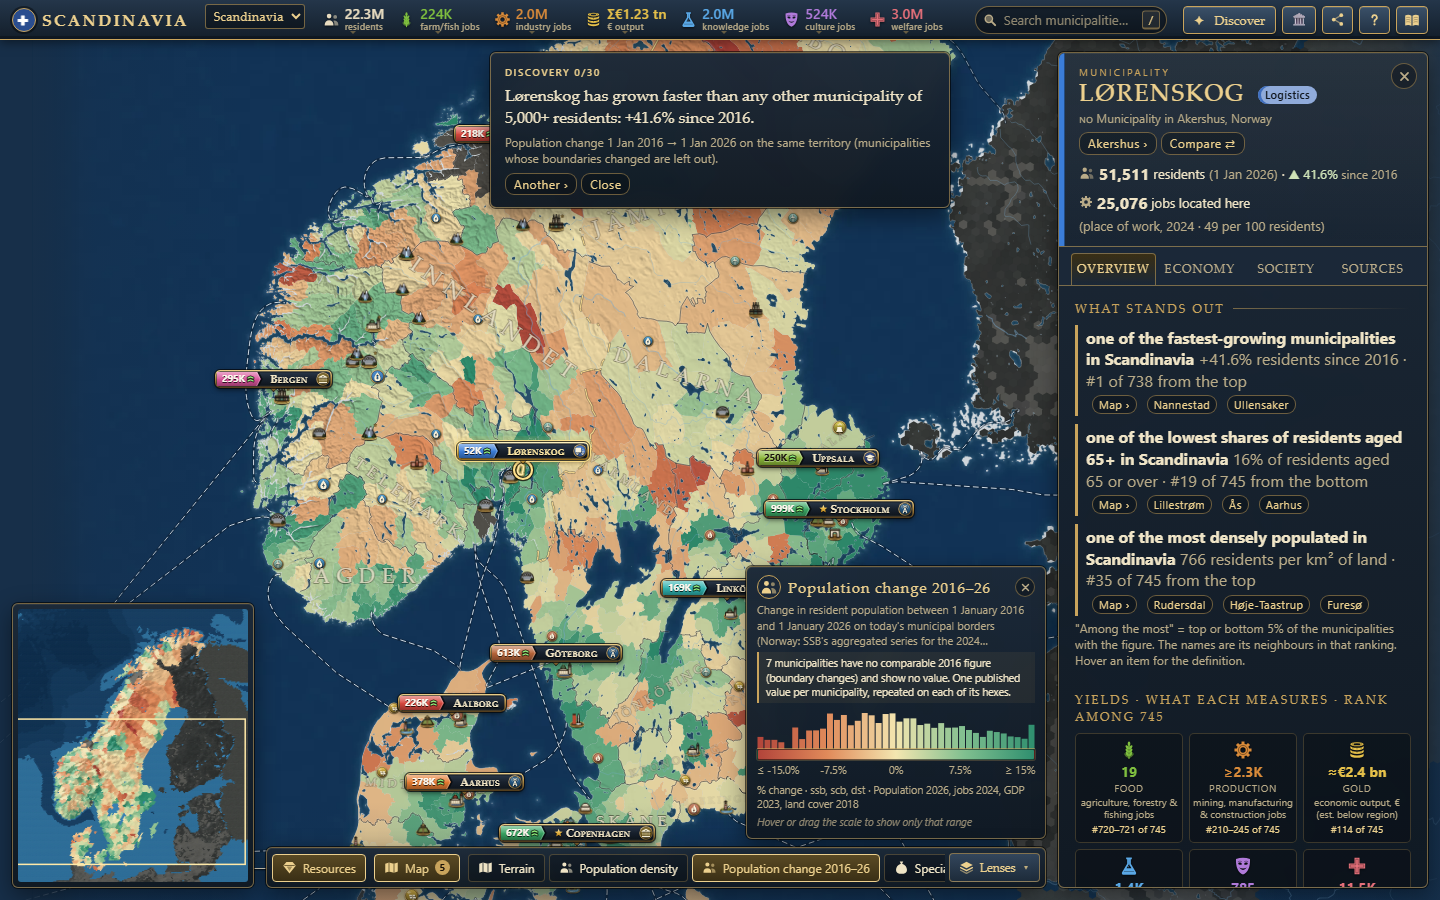 SCANDINAVIA
Scandinavia
22.3M
residents
224K
farm/fish jobs
2.0M
industry jobs
Σ€1.23 tn
€ output
2.0M
knowledge jobs
524K
culture jobs
3.0M
welfare jobs
Search municipalitie...
/
Discover
?
DISCOVERY 0/30
Lørenskog has grown faster than any other municipality of
5,000+ residents: +41.6% since 2016.
Population change 1 Jan 2016 → 1 Jan 2026 on the same territory (municipalities
whose boundaries changed are left out).
Another ›
Close
218K
JÄM
INNLANDET
DALARNA
TELEMARK
AGDER
SKÅNE
295K BERGEN
52K LØRENSKOG
250K UPPSALA
999K ★ STOCKHOLM
169K LINKÖ
613K GÖTEBORG
226K AALBORG
378K AARHUS
672K ★ COPENHAGEN
Population change 2016–26
Change in resident population between 1 January 2016
and 1 January 2026 on today's municipal borders
(Norway: SSB's aggregated series for the 2024...
7 municipalities have no comparable 2016 figure
(boundary changes) and show no value. One published
value per municipality, repeated on each of its hexes.
≤ -15.0% -7.5% 0% 7.5% ≥ 15%
% change · ssb, scb, dst · Population 2026, jobs 2024, GDP
2023, land cover 2018
Hover or drag the scale to show only that range
Resources
Map 5
Terrain
Population density
Population change 2016–26
Specia
Lenses
MUNICIPALITY
LØRENSKOG
Logistics
NO Municipality in Akershus, Norway
Akershus ›
Compare ⇄
51,511 residents (1 Jan 2026) · ▲ 41.6% since 2016
25,076 jobs located here
(place of work, 2024 · 49 per 100 residents)
OVERVIEW ECONOMY SOCIETY SOURCES
WHAT STANDS OUT
one of the fastest-growing municipalities
in Scandinavia +41.6% residents since 2016 ·
#1 of 738 from the top
Map › Nannestad Ullensaker
one of the lowest shares of residents aged
65+ in Scandinavia 16% of residents aged
65 or over · #19 of 745 from the bottom
Map › Lillestrøm Ås Aarhus
one of the most densely populated in
Scandinavia 766 residents per km² of land ·
#35 of 745 from the top
Map › Rudersdal Høje-Taastrup Furesø
"Among the most" = top or bottom 5% of the municipalities
with the figure. The names are its neighbours in that ranking.
Hover an item for the definition.
YIELDS · WHAT EACH MEASURES · RANK
AMONG 745
19
FOOD
agriculture, forestry &
fishing jobs
#720–721 of 745
≥2.3K
PRODUCTION
mining, manufacturing
& construction jobs
#210–245 of 745
≈€2.4 bn
GOLD
economic output, €
(est. below region)
#114 of 745
1.4K
785
11.5K